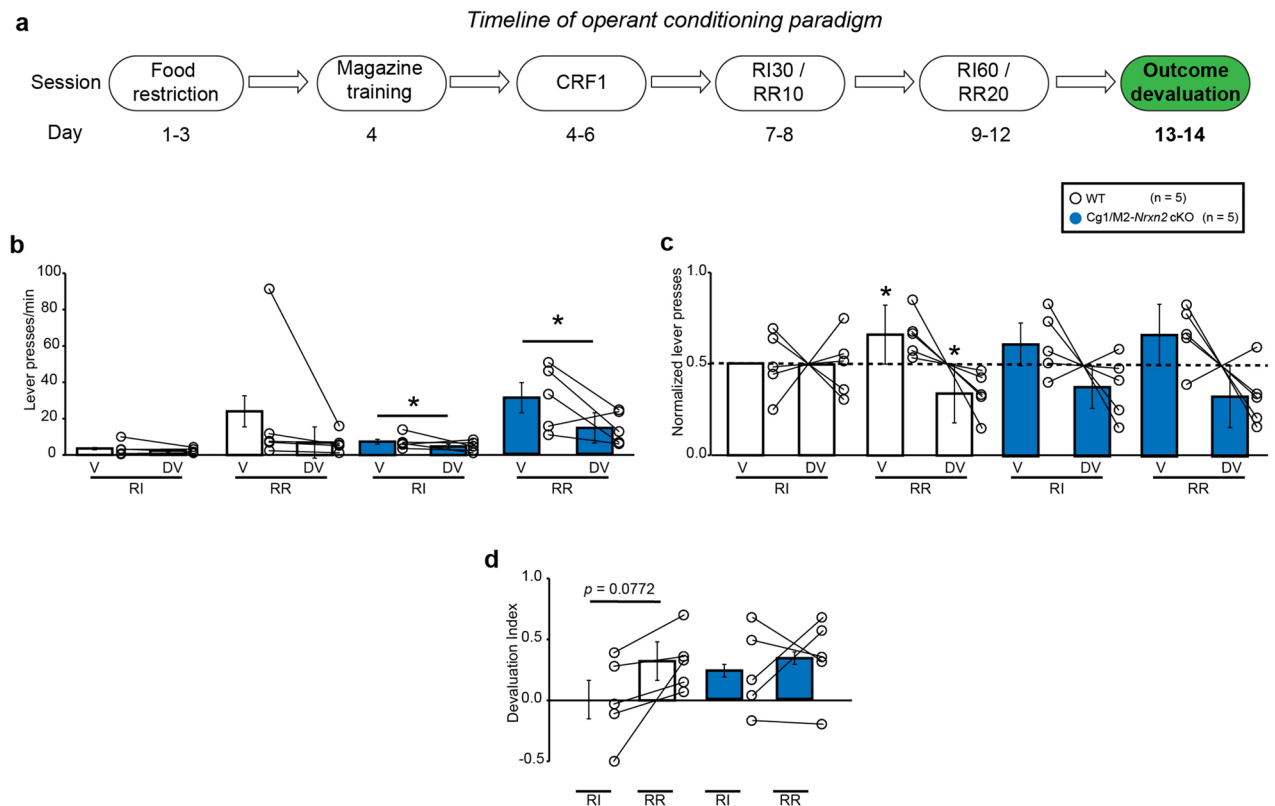 a
Timeline of operant conditioning paradigm
Session
Food
restriction
Magazine
training
CRF1
RI30 /
RR10
RI60 /
RR20
Outcome
devaluation
Day
1-3
4
4-6
7-8
9-12
13-14
WT (n = 5)
Cg1/M2-Nrxn2 cKO (n = 5)
b
Lever presses/min
100
80
60
40
20
0
*
*
V DV V DV V DV V DV
RI RR RI RR
c
Normalized lever presses
1.0
0.5
0.0
*
*
V DV V DV V DV V DV
RI RR RI RR
d
Devaluation Index
1.0
0.5
0.0
-0.5
p = 0.0772
RI RR RI RR